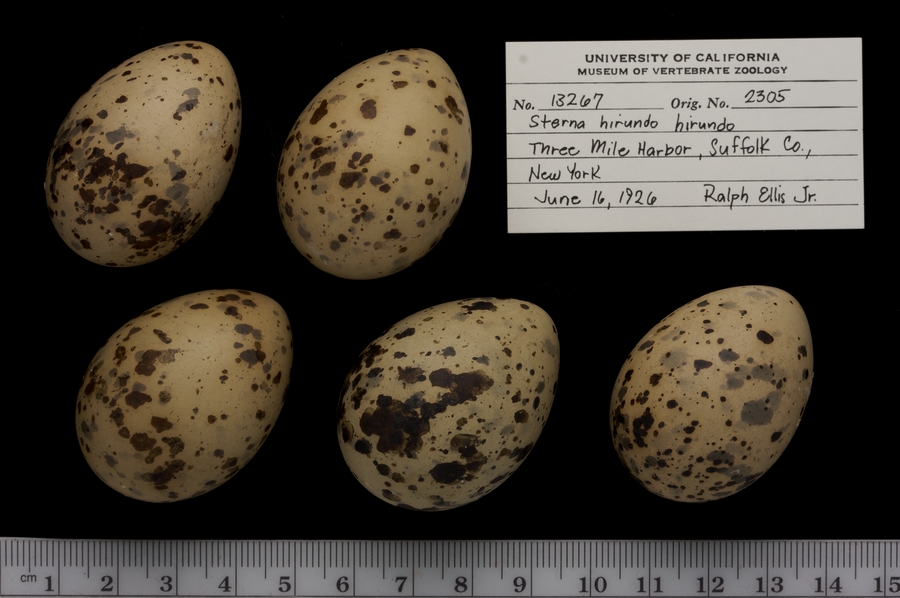 UNIVERSITY OF CALIFORNIA
MUSEUM OF VERTEBRATE ZOOLOGY
No. 13267 Orig. No. 2305
Sterna hirundo hirundo
Three Mile Harbor, Suffolk Co.,
New York
June 16, 1926 Ralph Ellis Jr.
cm 1 2 3 4 5 6 7 8 9 10 11 12 13 14 15